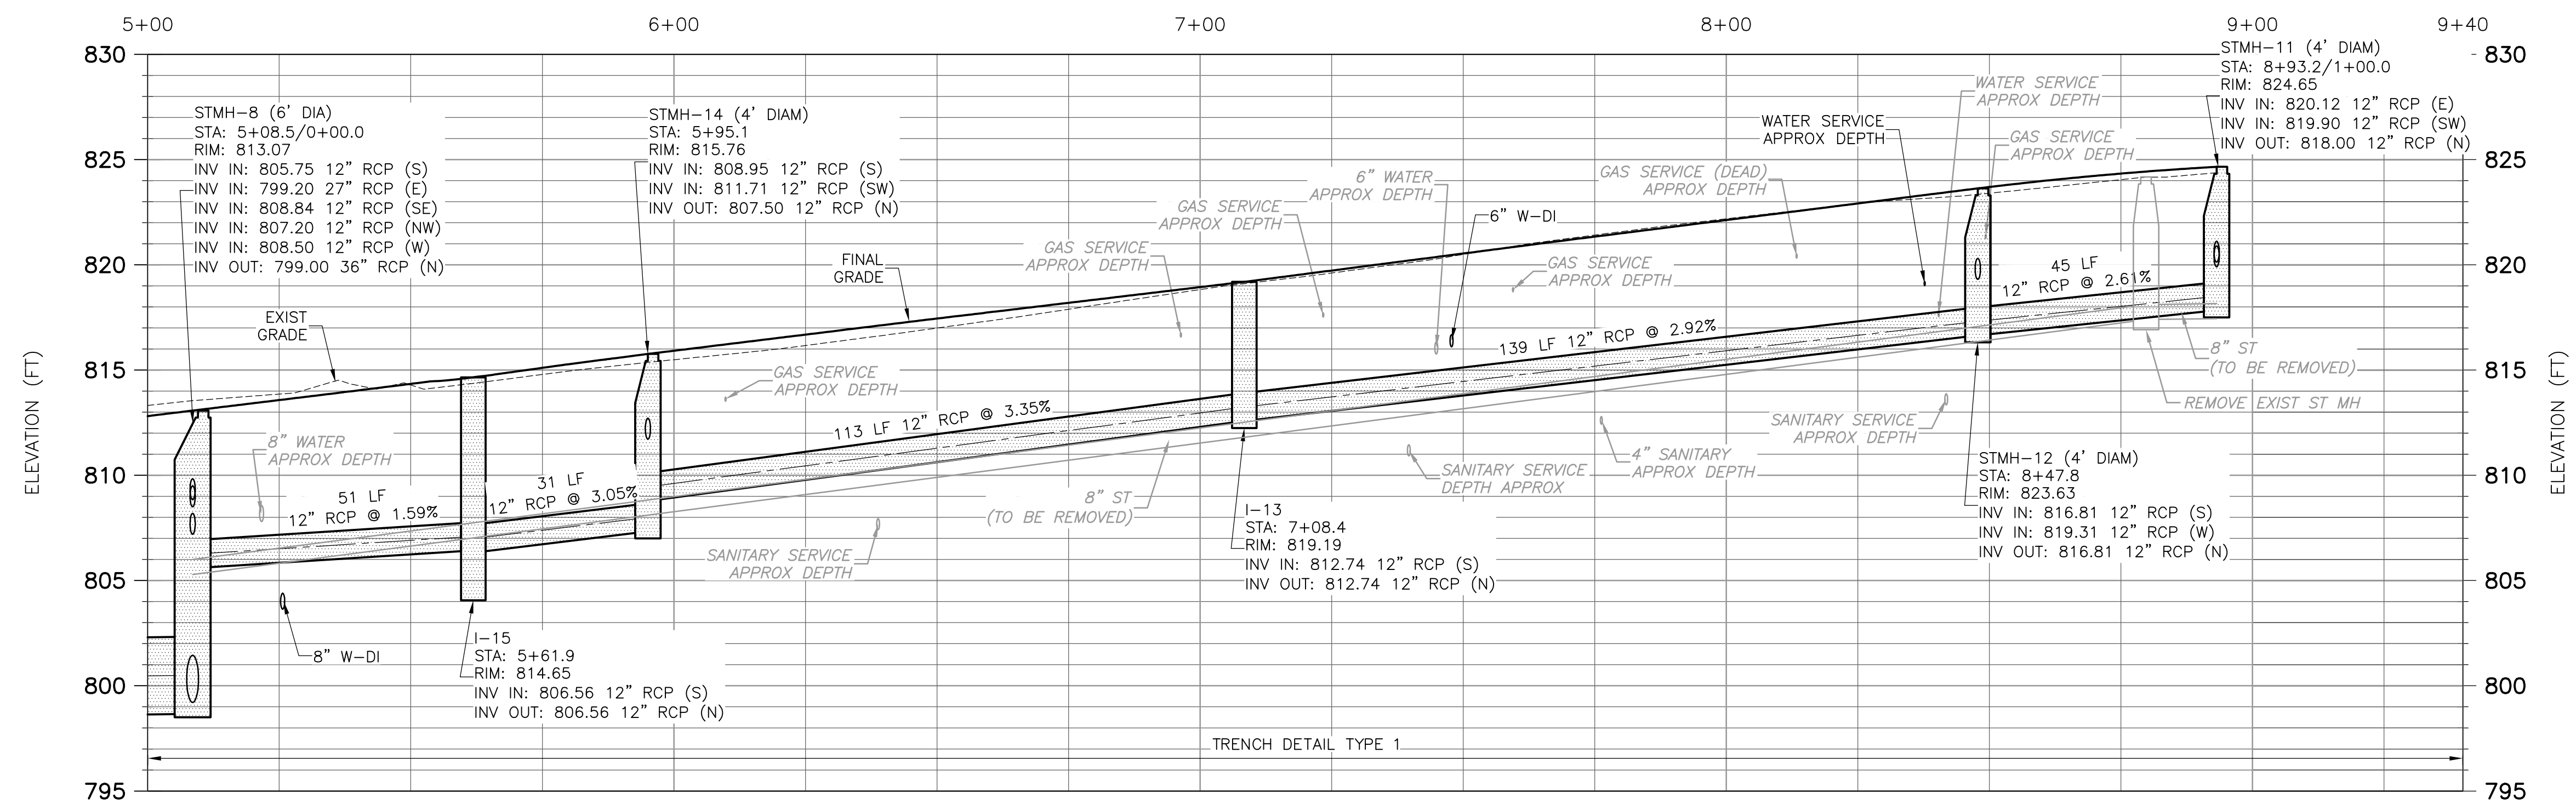 5+00
6+00
7+00
8+00
9+00
9+40
830
825
820
815
810
805
800
795
ELEVATION (FT)
STMH-8 (6' DIA)
STA: 5+08.5/0+00.0
RIM: 813.07
INV IN: 805.75 12" RCP (S)
INV IN: 799.20 27" RCP (E)
INV IN: 808.84 12" RCP (SE)
INV IN: 807.20 12" RCP (NW)
INV IN: 808.50 12" RCP (W)
INV OUT: 799.00 36" RCP (N)
EXIST
GRADE
8" WATER
APPROX DEPTH
51 LF
12" RCP @ 1.59%
8" W-DI
I-15
STA: 5+61.9
RIM: 814.65
INV IN: 806.56 12" RCP (S)
INV OUT: 806.56 12" RCP (N)
31 LF
12" RCP @ 3.05%
STMH-14 (4' DIAM)
STA: 5+95.1
RIM: 815.76
INV IN: 808.95 12" RCP (S)
INV IN: 811.71 12" RCP (SW)
INV OUT: 807.50 12" RCP (N)
FINAL
GRADE
GAS SERVICE
APPROX DEPTH
113 LF 12" RCP @ 3.35%
SANITARY SERVICE
APPROX DEPTH
8" ST
(TO BE REMOVED)
GAS SERVICE
APPROX DEPTH
GAS SERVICE
APPROX DEPTH
6" WATER
APPROX DEPTH
6" W-DI
GAS SERVICE
APPROX DEPTH
I-13
STA: 7+08.4
RIM: 819.19
INV IN: 812.74 12" RCP (S)
INV OUT: 812.74 12" RCP (N)
139 LF 12" RCP @ 2.92%
SANITARY SERVICE
DEPTH APPROX
4" SANITARY
APPROX DEPTH
GAS SERVICE (DEAD)
APPROX DEPTH
WATER SERVICE
APPROX DEPTH
WATER SERVICE
APPROX DEPTH
GAS SERVICE
APPROX DEPTH
SANITARY SERVICE
APPROX DEPTH
STMH-12 (4' DIAM)
STA: 8+47.8
RIM: 823.63
INV IN: 816.81 12" RCP (S)
INV IN: 819.31 12" RCP (W)
INV OUT: 816.81 12" RCP (N)
45 LF
12" RCP @ 2.61%
STMH-11 (4' DIAM)
STA: 8+93.2/1+00.0
RIM: 824.65
INV IN: 820.12 12" RCP (E)
INV IN: 819.90 12" RCP (SW)
INV OUT: 818.00 12" RCP (N)
8" ST
(TO BE REMOVED)
REMOVE EXIST ST MH
TRENCH DETAIL TYPE 1
830
825
820
815
810
805
800
795
ELEVATION (FT)